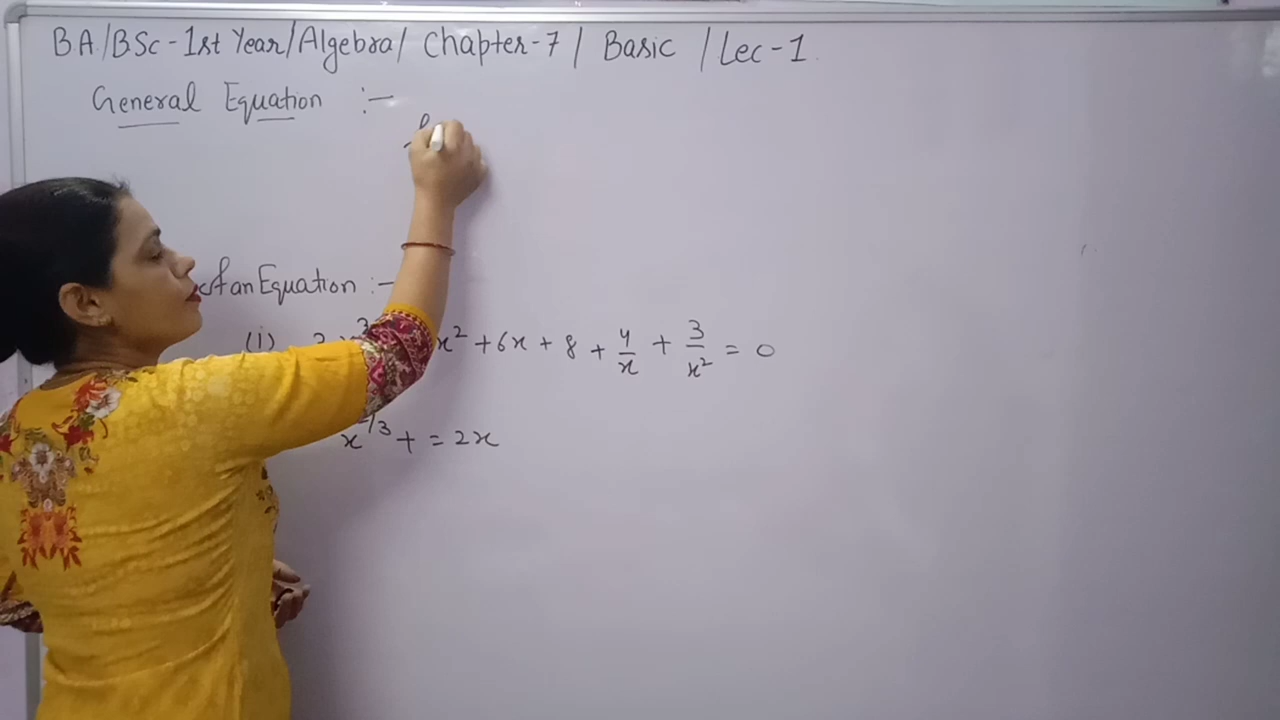 BA/BSc-1st Year/Algebra/ Chapter-7/ Basic /Lec-1
General Equation :-
of an Equation :-
(i) x² + 6x + 8 + 4/x + 3/x² = 0
+ = 2x